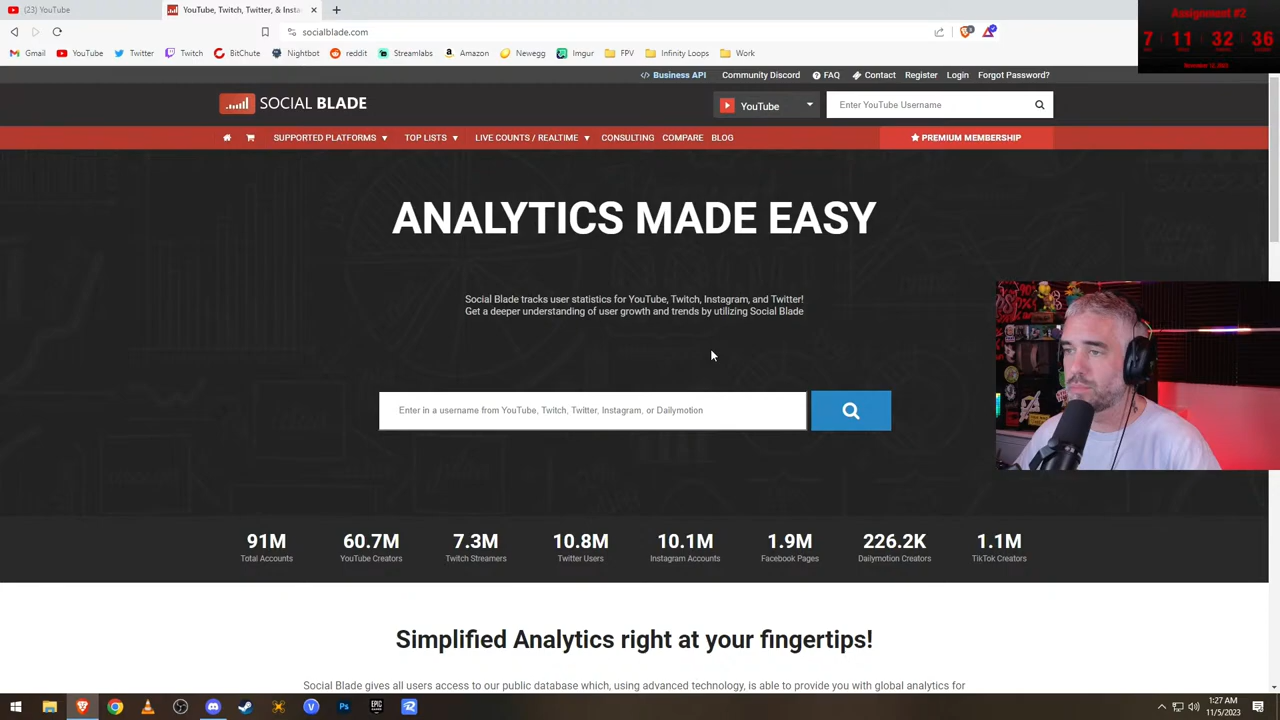 (23) YouTube
YouTube, Twitch, Twitter, & Insta
socialblade.com
Gmail
YouTube
Twitter
Twitch
BitChute
Nightbot
reddit
Streamlabs
Amazon
Newegg
Imgur
FPV
Infinity Loops
Work
Assignment #2
7 11 32 36
</> Business API
Community Discord
FAQ
Contact
Register
Login
Forgot Password?
SOCIAL BLADE
YouTube
Enter YouTube Username
SUPPORTED PLATFORMS
TOP LISTS
LIVE COUNTS / REALTIME
CONSULTING
COMPARE
BLOG
PREMIUM MEMBERSHIP
ANALYTICS MADE EASY
Social Blade tracks user statistics for YouTube, Twitch, Instagram, and Twitter!
Get a deeper understanding of user growth and trends by utilizing Social Blade
Enter in a username from YouTube, Twitch, Twitter, Instagram, or Dailymotion
91M
Total Accounts
60.7M
YouTube Creators
7.3M
Twitch Streamers
10.8M
Twitter Users
10.1M
Instagram Accounts
1.9M
Facebook Pages
226.2K
Dailymotion Creators
1.1M
TikTok Creators
Simplified Analytics right at your fingertips!
Social Blade gives all users access to our public database which, using advanced technology, is able to provide you with global analytics for
1:27 AM
11/5/2023